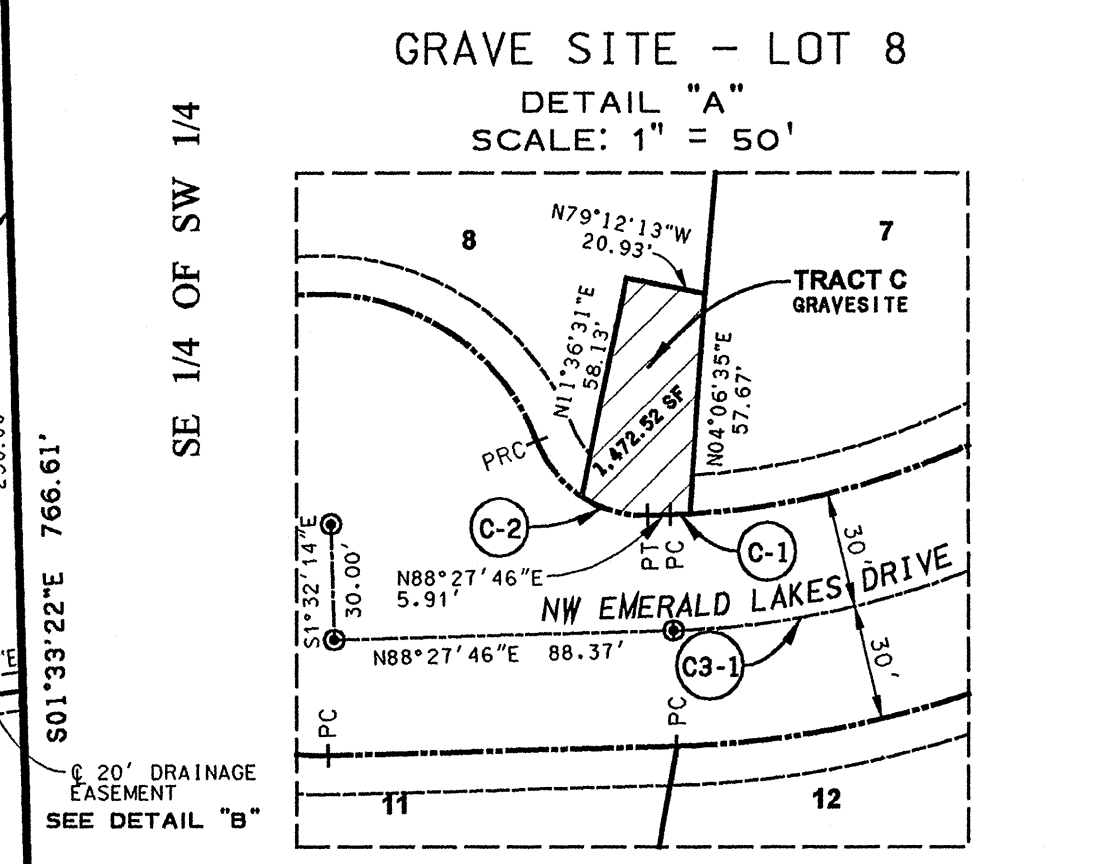 GRAVE SITE - LOT 8
DETAIL "A"
SCALE: 1" = 50'
SE 1/4 OF SW 1/4
S01°33'22"E 766.61'
8
7
N79°12'13"W
20.93'
TRACT C
GRAVESITE
N11°36'31"E
58.13'
1,472.52 SF
N04°06'35"E
57.67'
PRC
C-2
PT
PC
C-1
S1°32'14"E
30.00'
N88°27'46"E
5.91'
NW EMERALD LAKES DRIVE
30'
30'
N88°27'46"E 88.37'
C3-1
PC
PC
℄ 20' DRAINAGE
EASEMENT
SEE DETAIL "B"
11
12